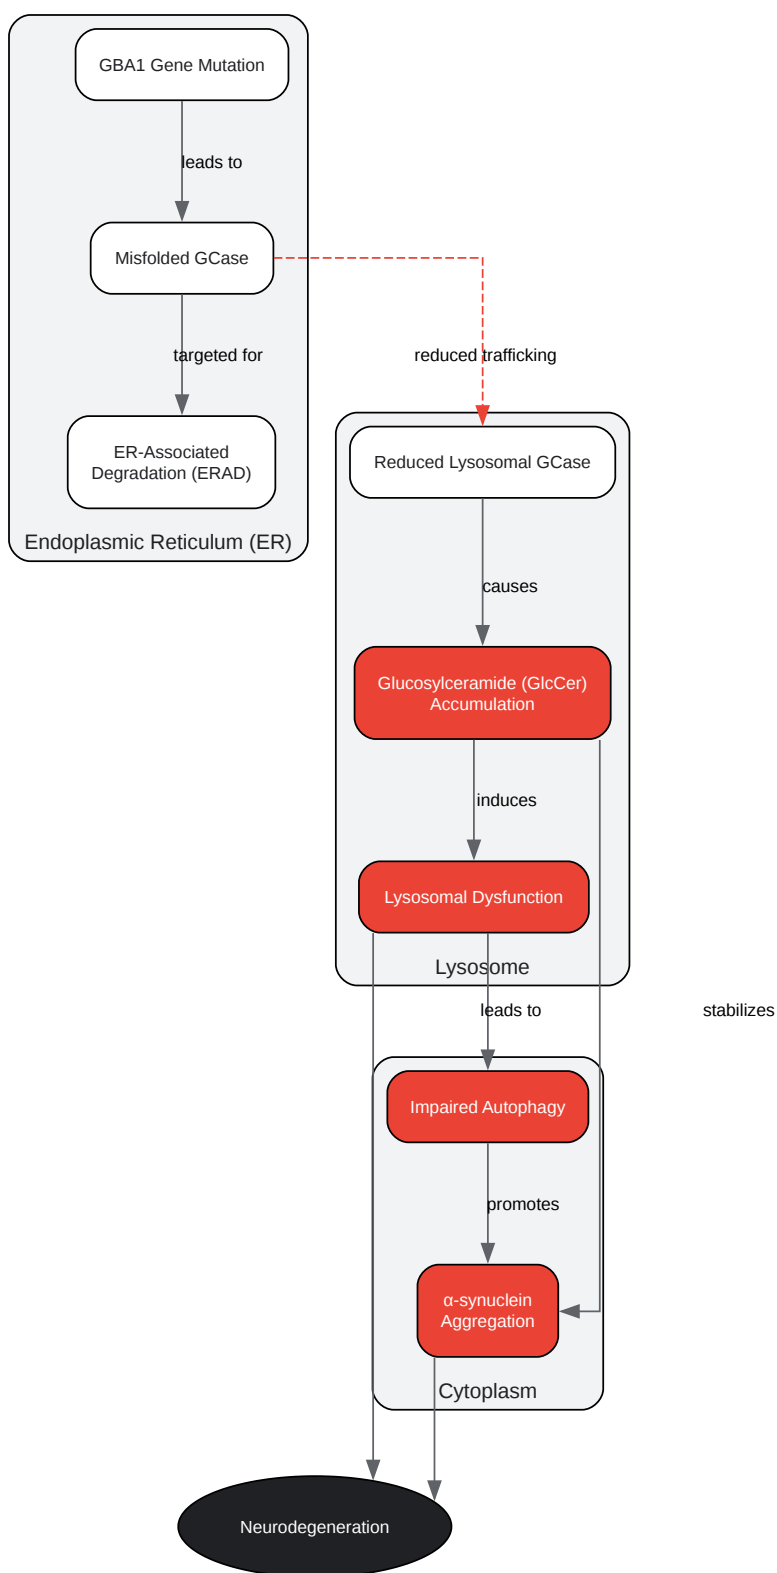 GBA1 Gene Mutation
leads to
Misfolded GCase
targeted for
reduced trafficking
ER-Associated
Degradation (ERAD)
Endoplasmic Reticulum (ER)
Reduced Lysosomal GCase
causes
Glucosylceramide (GlcCer)
Accumulation
induces
Lysosomal Dysfunction
Lysosome
leads to
stabilizes
Impaired Autophagy
promotes
α-synuclein
Aggregation
Cytoplasm
Neurodegeneration